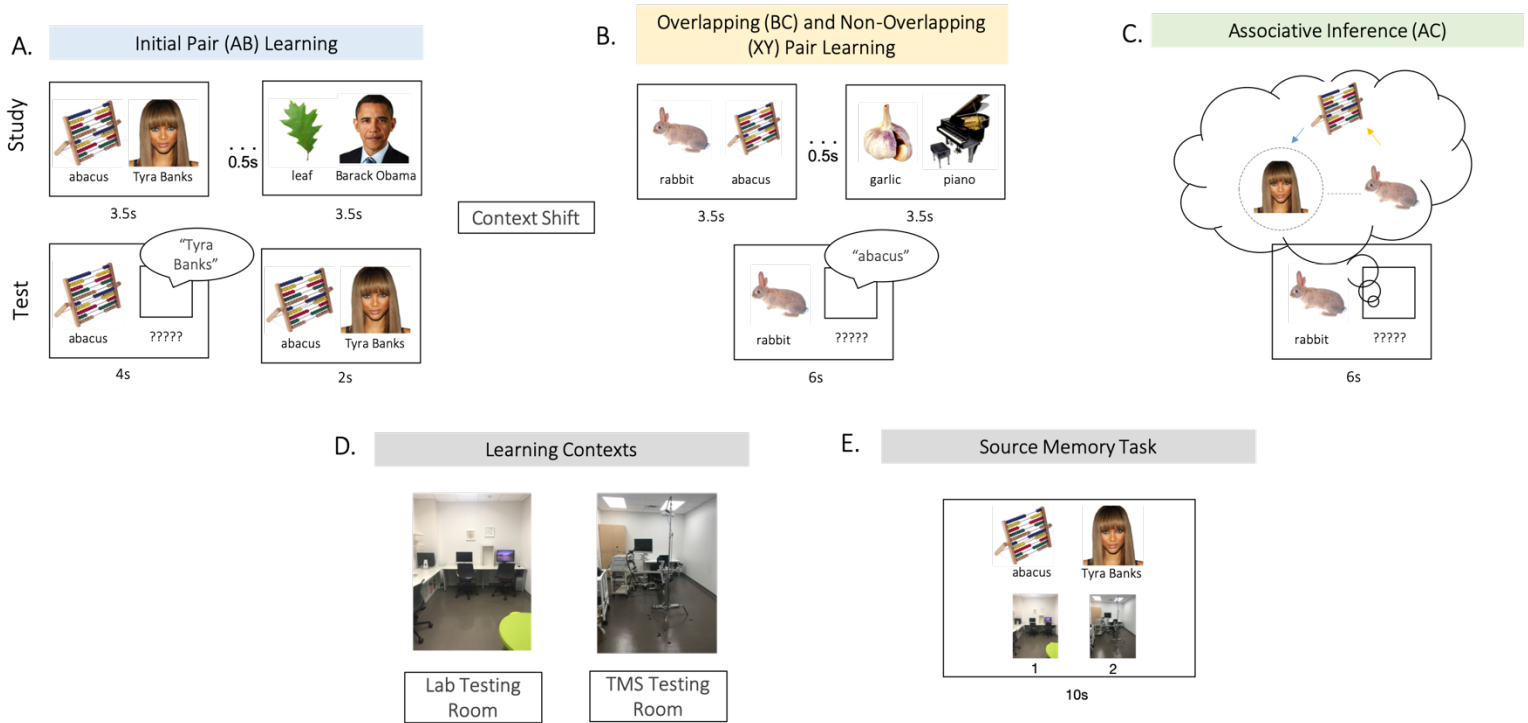 A.
Initial Pair (AB) Learning
Study
abacus
Tyra Banks
. . .
0.5s
leaf
Barack Obama
3.5s
3.5s
Test
"Tyra
Banks"
abacus
?????
abacus
Tyra Banks
4s
2s
Context Shift
B.
Overlapping (BC) and Non-Overlapping
(XY) Pair Learning
rabbit
abacus
. . .
0.5s
garlic
piano
3.5s
3.5s
"abacus"
rabbit
?????
6s
C.
Associative Inference (AC)
rabbit
?????
6s
D.
Learning Contexts
Lab Testing
Room
TMS Testing
Room
E.
Source Memory Task
abacus
Tyra Banks
1
2
10s